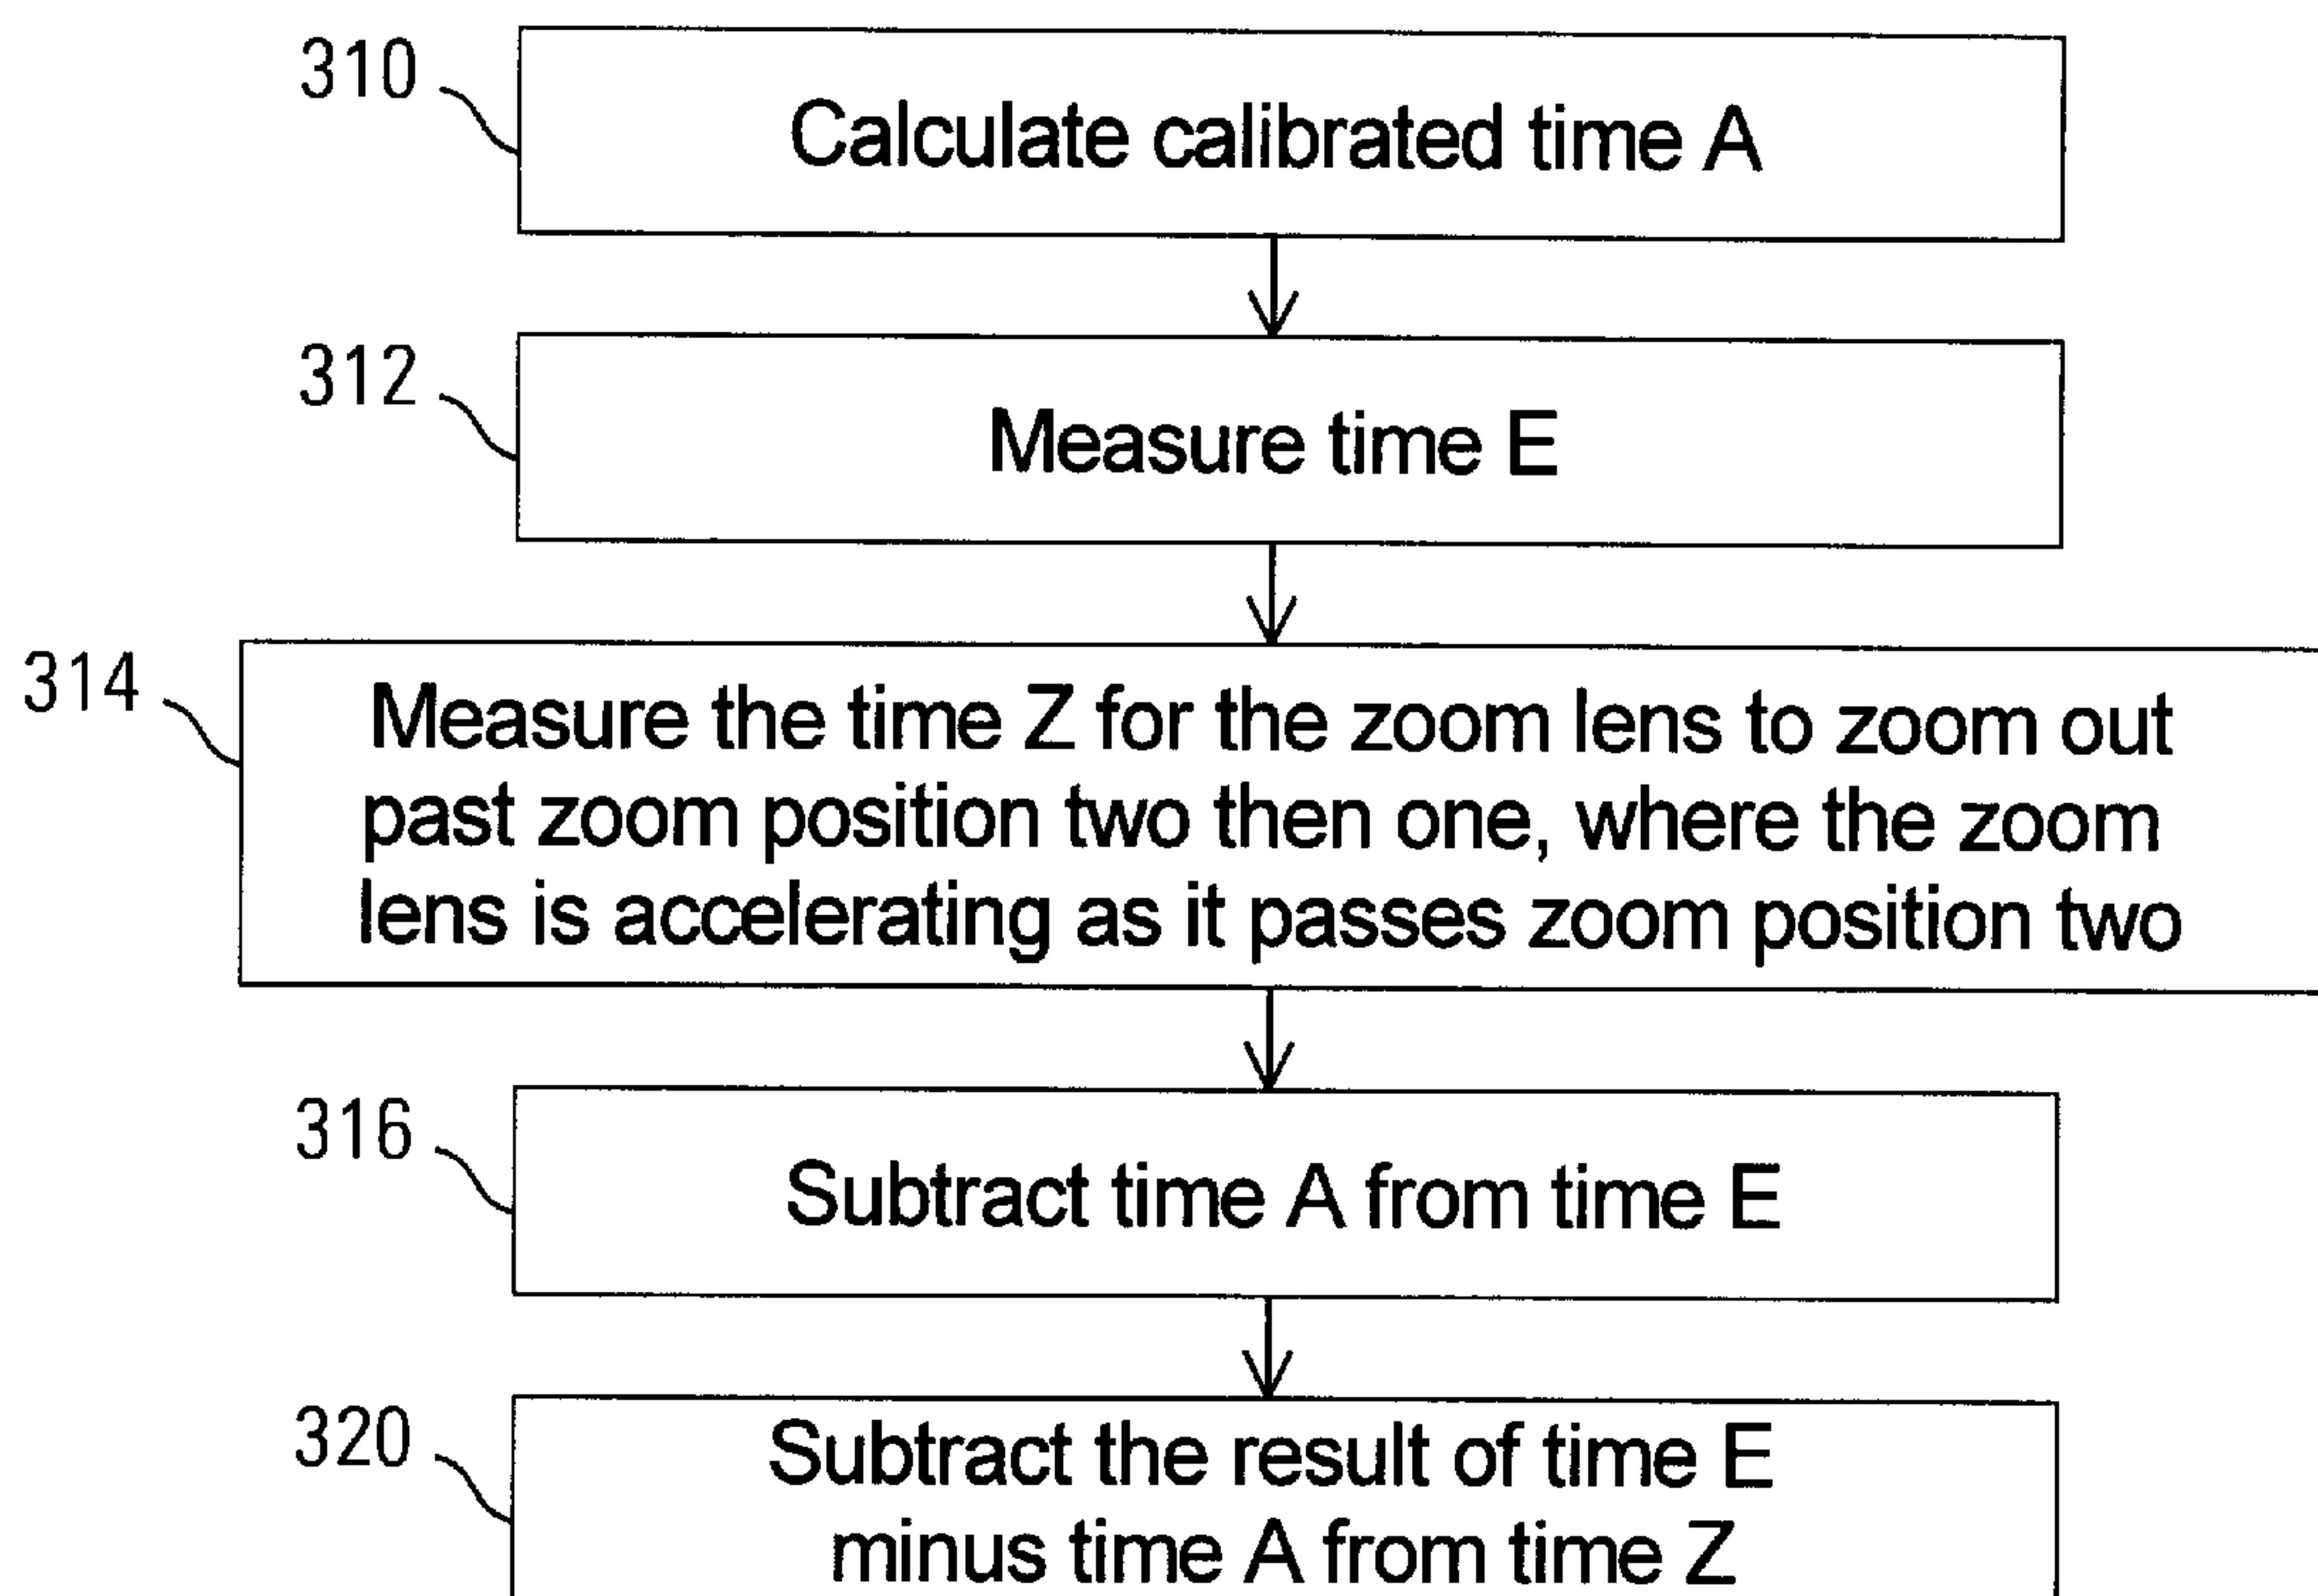 310
Calculate calibrated time A
312
Measure time E
314
Measure the time Z for the zoom lens to zoom out
past zoom position two then one, where the zoom
lens is accelerating as it passes zoom position two
316
Subtract time A from time E
320
Subtract the result of time E
minus time A from time Z